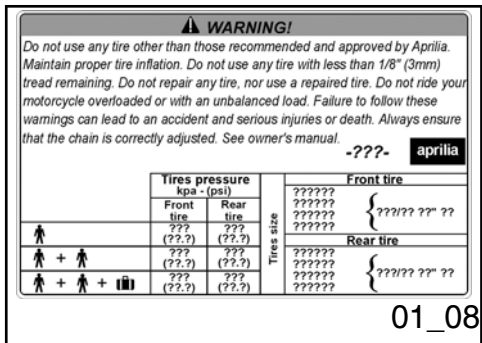 WARNING!
Do not use any tire other than those recommended and approved by Aprilia.
Maintain proper tire inflation. Do not use any tire with less than 1/8" (3mm)
tread remaining. Do not repair any tire, nor use a repaired tire. Do not ride your
motorcycle overloaded or with an unbalanced load. Failure to follow these
warnings can lead to an accident and serious injuries or death. Always ensure
that the chain is correctly adjusted. See owner's manual.
-???- aprilia
Tires pressure
kpa - (psi)
Front tire
Rear tire
???
(??.?)
???
(??.?)
+
???
(??.?)
???
(??.?)
+ +
???
(??.?)
???
(??.?)
Tires size
Front tire
??????
??????
??????
??????
???/?? ??" ??
Rear tire
??????
??????
??????
??????
???/?? ??" ??
01_08